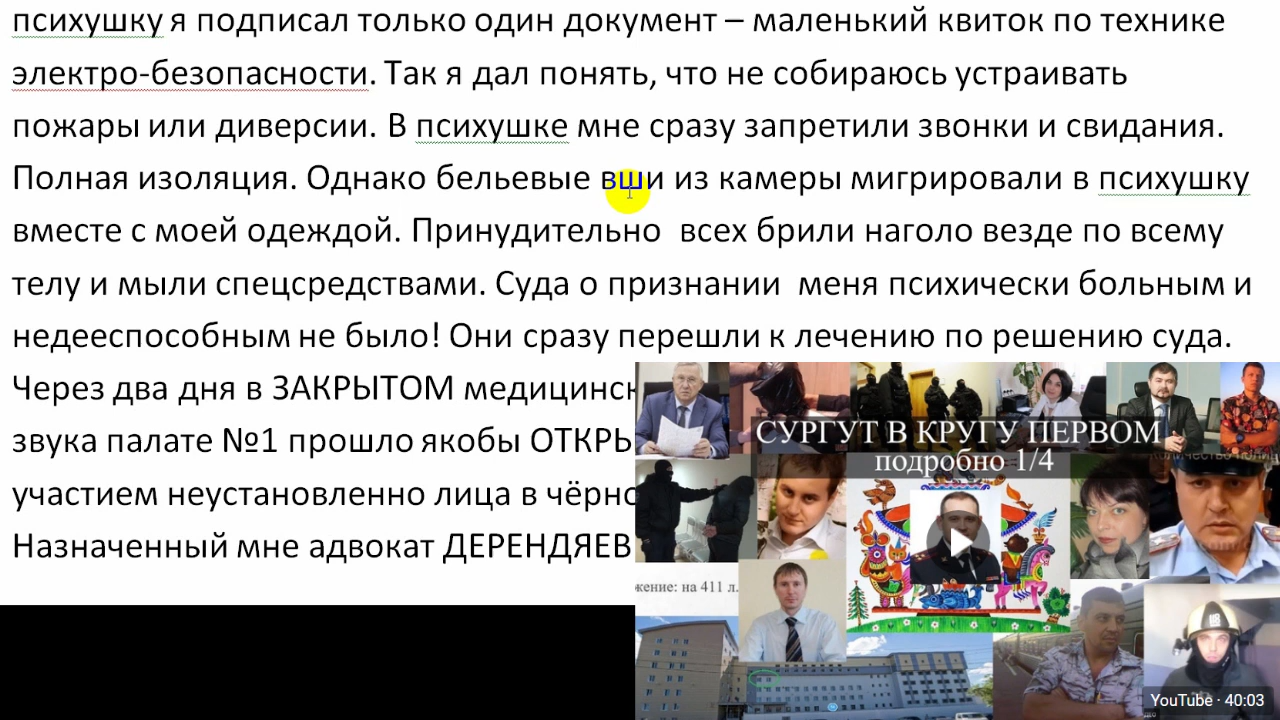 психушку я подписал только один документ – маленький квиток по технике
электро-безопасности. Так я дал понять, что не собираюсь устраивать
пожары или диверсии. В психушке мне сразу запретили звонки и свидания.
Полная изоляция. Однако бельевые вши из камеры мигрировали в психушку
вместе с моей одеждой. Принудительно  всех брили наголо везде по всему
телу и мыли спецсредствами. Суда о признании  меня психически больным и
недееспособным не было! Они сразу перешли к лечению по решению суда.
Через два дня в ЗАКРЫТОМ медицинск
звука палате №1 прошло якобы ОТКРЫ
участием неустановленно лица в чёрно
Назначенный мне адвокат ДЕРЕНДЯЕВ
СУРГУТ В КРУГУ ПЕРВОМ
подробно 1/4
жение: на 411 л.
YouTube · 40:03